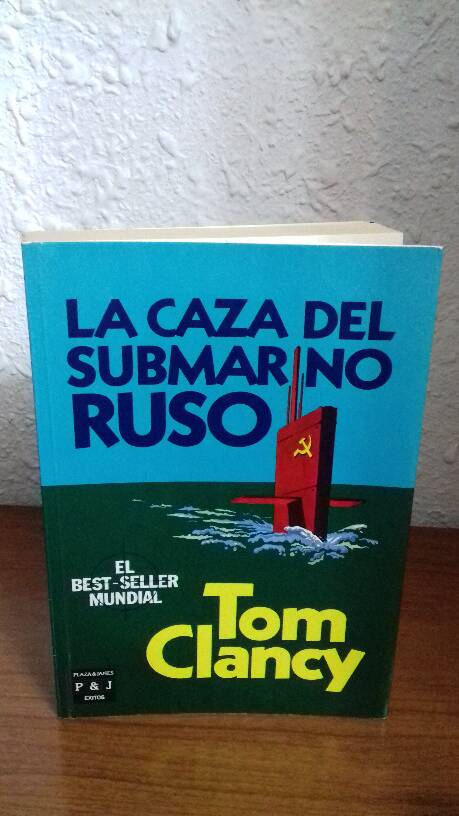 LA CAZA DEL
SUBMARINO
RUSO
EL
BEST-SELLER
MUNDIAL
Tom
Clancy
PLAZA & JANES
P & J
EXITOS